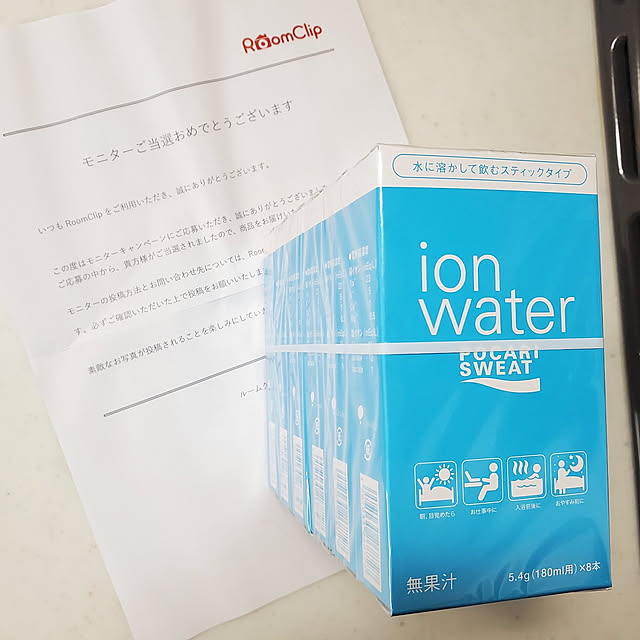 RoomClip
モニターご当選おめでとうございます
いつも RoomClip をご利用いただき、誠にありがとうございます。
この度はモニターキャンペーンにご応募いただき、誠にありがとうございました
ご応募の中から、貴方様がご当選されましたので、商品をお届けい
モニターの投稿方法とお問い合わせ先については、Roo
す。必ずご確認いただいた上で投稿をお願いいたしま
素敵なお写真が投稿されることを楽しみにしてい
ルームク
水に溶かして飲むスティックタイプ
ion
water
POCARI
SWEAT
朝、目覚めたら
お仕事中に
入浴前後に
おやすみ前に
無果汁
5.4g(180ml用)×8本